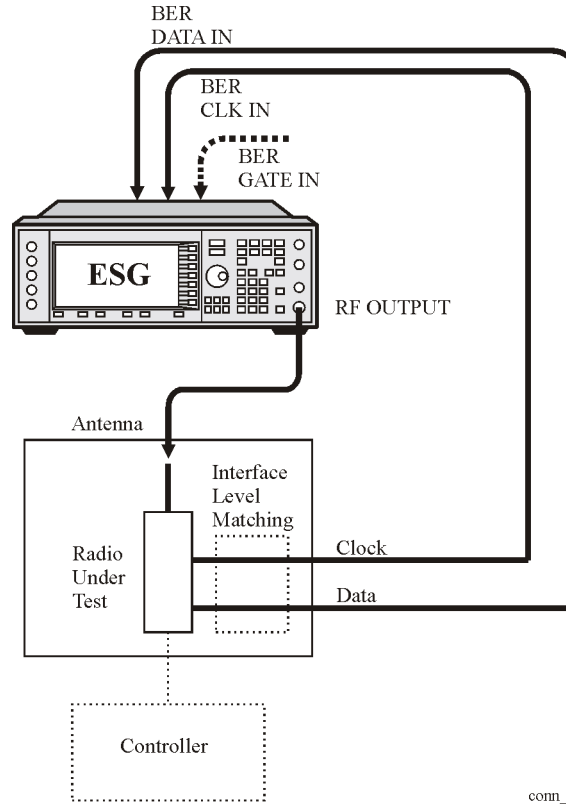 BER
DATA IN
BER
CLK IN
BER
GATE IN
ESG
RF OUTPUT
Antenna
Interface
Level
Matching
Radio
Under
Test
Clock
Data
Controller
conn_